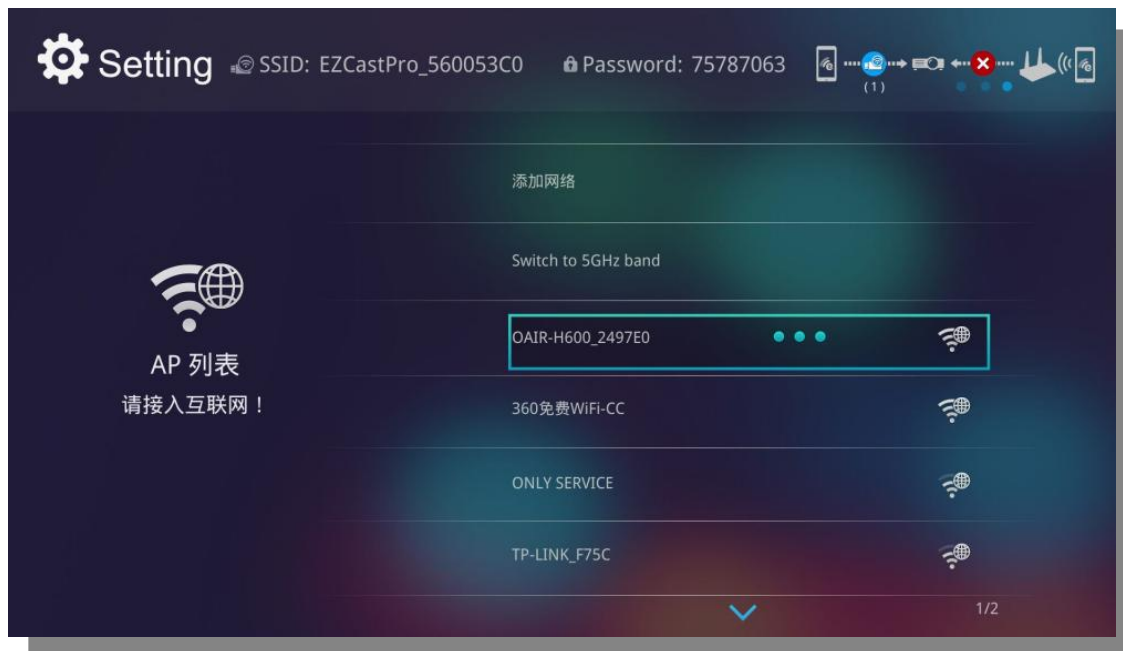 Setting SSID: EZCastPro_560053C0 Password: 75787063
(1)
添加网络
Switch to 5GHz band
OAIR-H600_2497E0
AP 列表
请接入互联网！
360免费WiFi-CC
ONLY SERVICE
TP-LINK_F75C
1/2